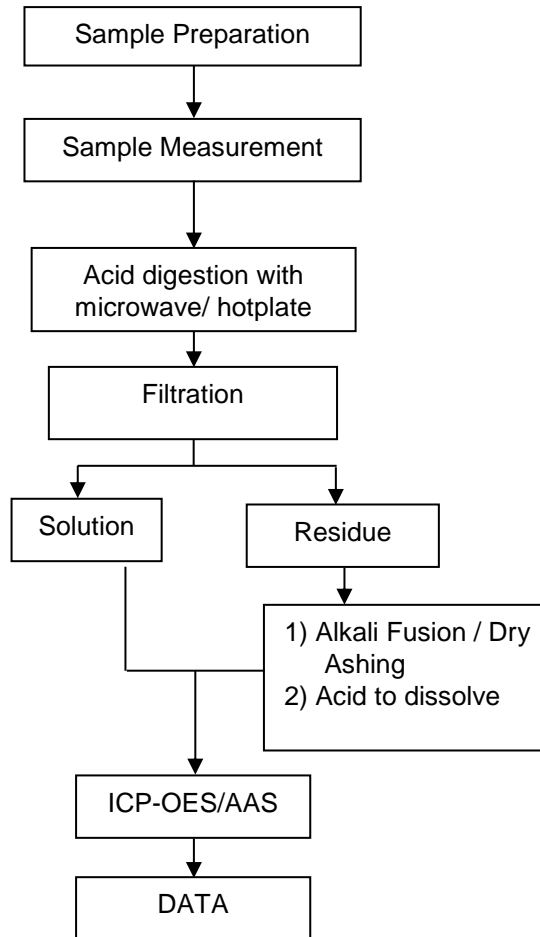 Sample Preparation
Sample Measurement
Acid digestion with
microwave/ hotplate
Filtration
Solution
Residue
1) Alkali Fusion / Dry
Ashing
2) Acid to dissolve
ICP-OES/AAS
DATA